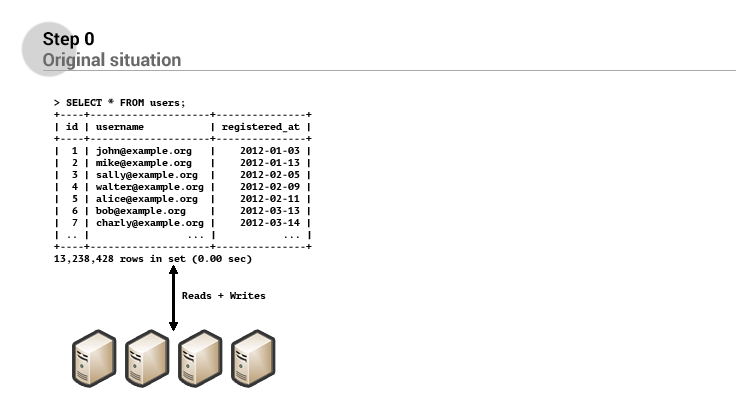 Step 0
Original situation
> SELECT * FROM users;
+----+--------------------+---------------+
| id | username           | registered_at |
+----+--------------------+---------------+
|  1 | john@example.org   |    2012-01-03 |
|  2 | mike@example.org   |    2012-01-13 |
|  3 | sally@example.org  |    2012-02-05 |
|  4 | walter@example.org |    2012-02-09 |
|  5 | alice@example.org  |    2012-02-11 |
|  6 | bob@example.org    |    2012-03-13 |
|  7 | charly@example.org |    2012-03-14 |
| .. |                ... |           ... |
+----+--------------------+---------------+
13,238,428 rows in set (0.00 sec)
Reads + Writes